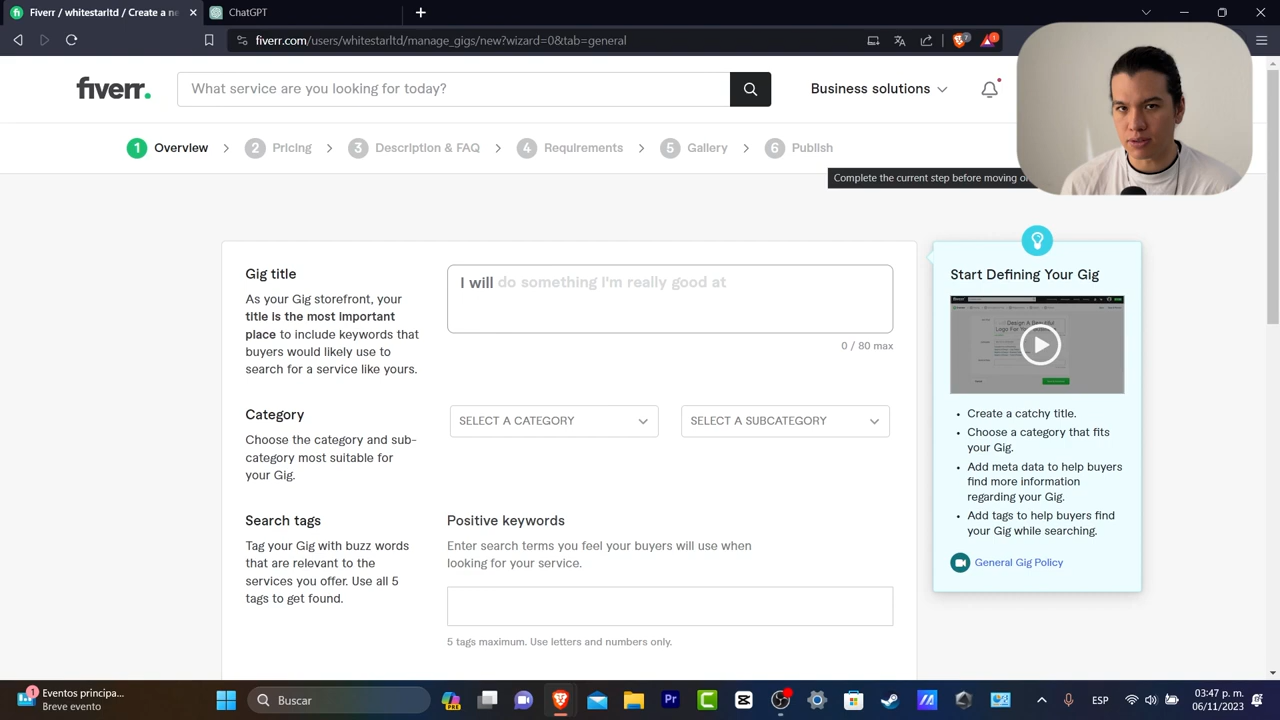 Fiverr / whitestarltd / Create a ne
ChatGPT
fiverr.com/users/whitestarltd/manage_gigs/new?wizard=0&tab=general
7
1
fiverr.
What service are you looking for today?
Business solutions
1 Overview
2 Pricing
3 Description & FAQ
4 Requirements
5 Gallery
6 Publish
Complete the current step before moving
Gig title
As your Gig storefront, your
title is the most important
place to include keywords that
buyers would likely use to
search for a service like yours.
I will do something I'm really good at
0 / 80 max
Category
Choose the category and sub-
category most suitable for
your Gig.
SELECT A CATEGORY
SELECT A SUBCATEGORY
Search tags
Tag your Gig with buzz words
that are relevant to the
services you offer. Use all 5
tags to get found.
Positive keywords
Enter search terms you feel your buyers will use when
looking for your service.
5 tags maximum. Use letters and numbers only.
Start Defining Your Gig
Create a catchy title.
Choose a category that fits
your Gig.
Add meta data to help buyers
find more information
regarding your Gig.
Add tags to help buyers find
your Gig while searching.
General Gig Policy
1
Eventos principa...
Breve evento
Buscar
Pr
ESP
03:47 p. m.
06/11/2023